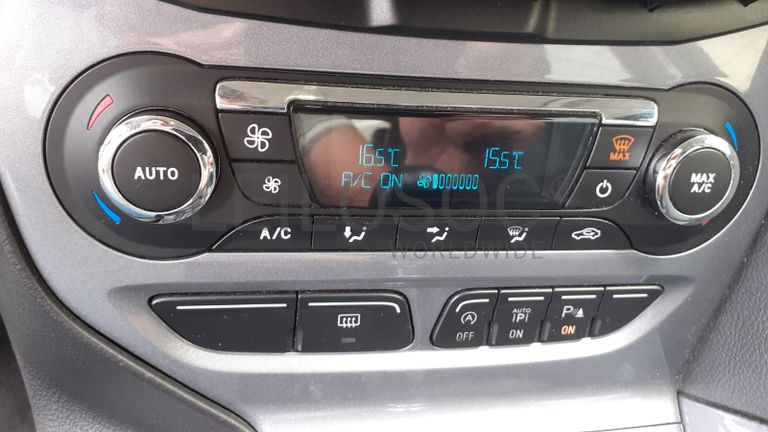 16.5°C 15.5°C
A/C ON
AUTO
MAX
MAX
A/C
A/C
WORLDWIDE
OFF
AUTO
ON
P
ON